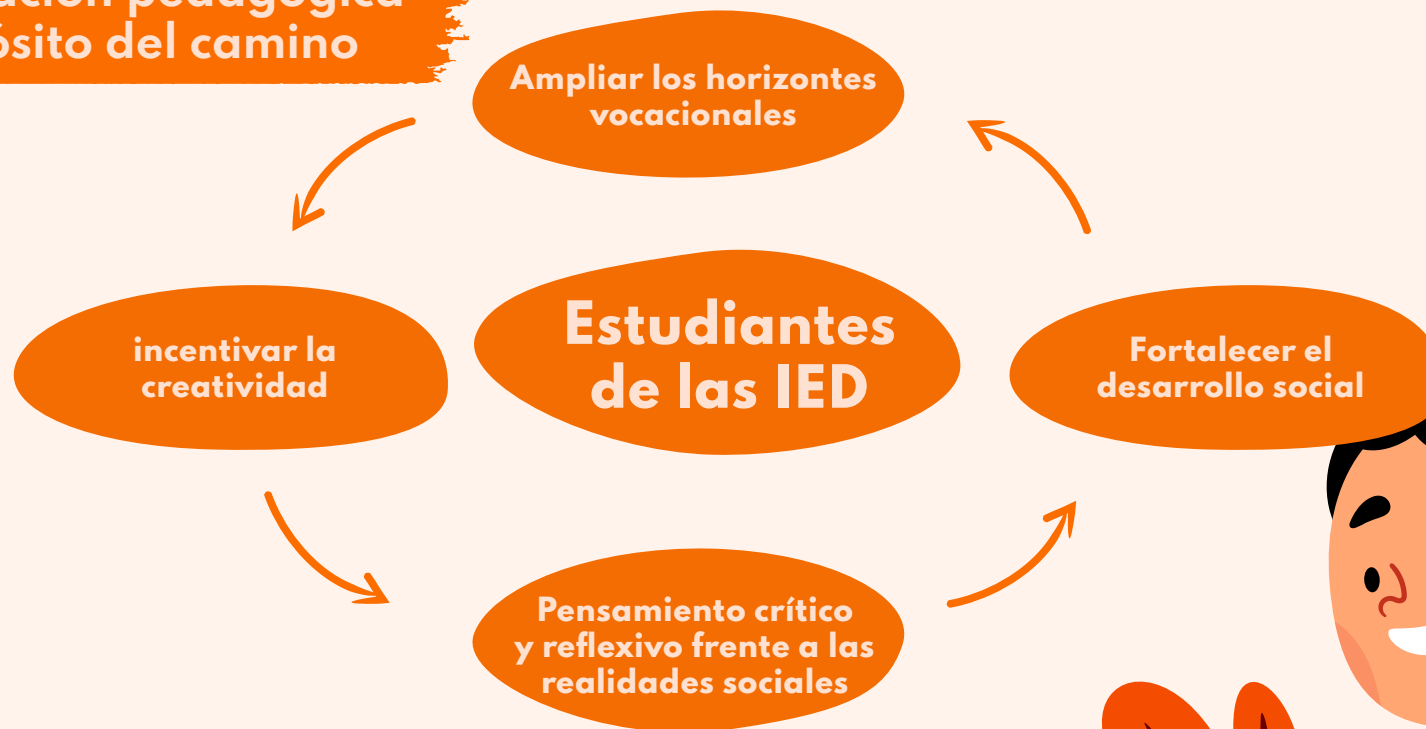 pedagógica
del camino
Ampliar los horizontes
vocacionales
incentivar la
creatividad
Estudiantes
de las IED
Fortalecer el
desarrollo social
Pensamiento crítico
y reflexivo frente a las
realidades sociales